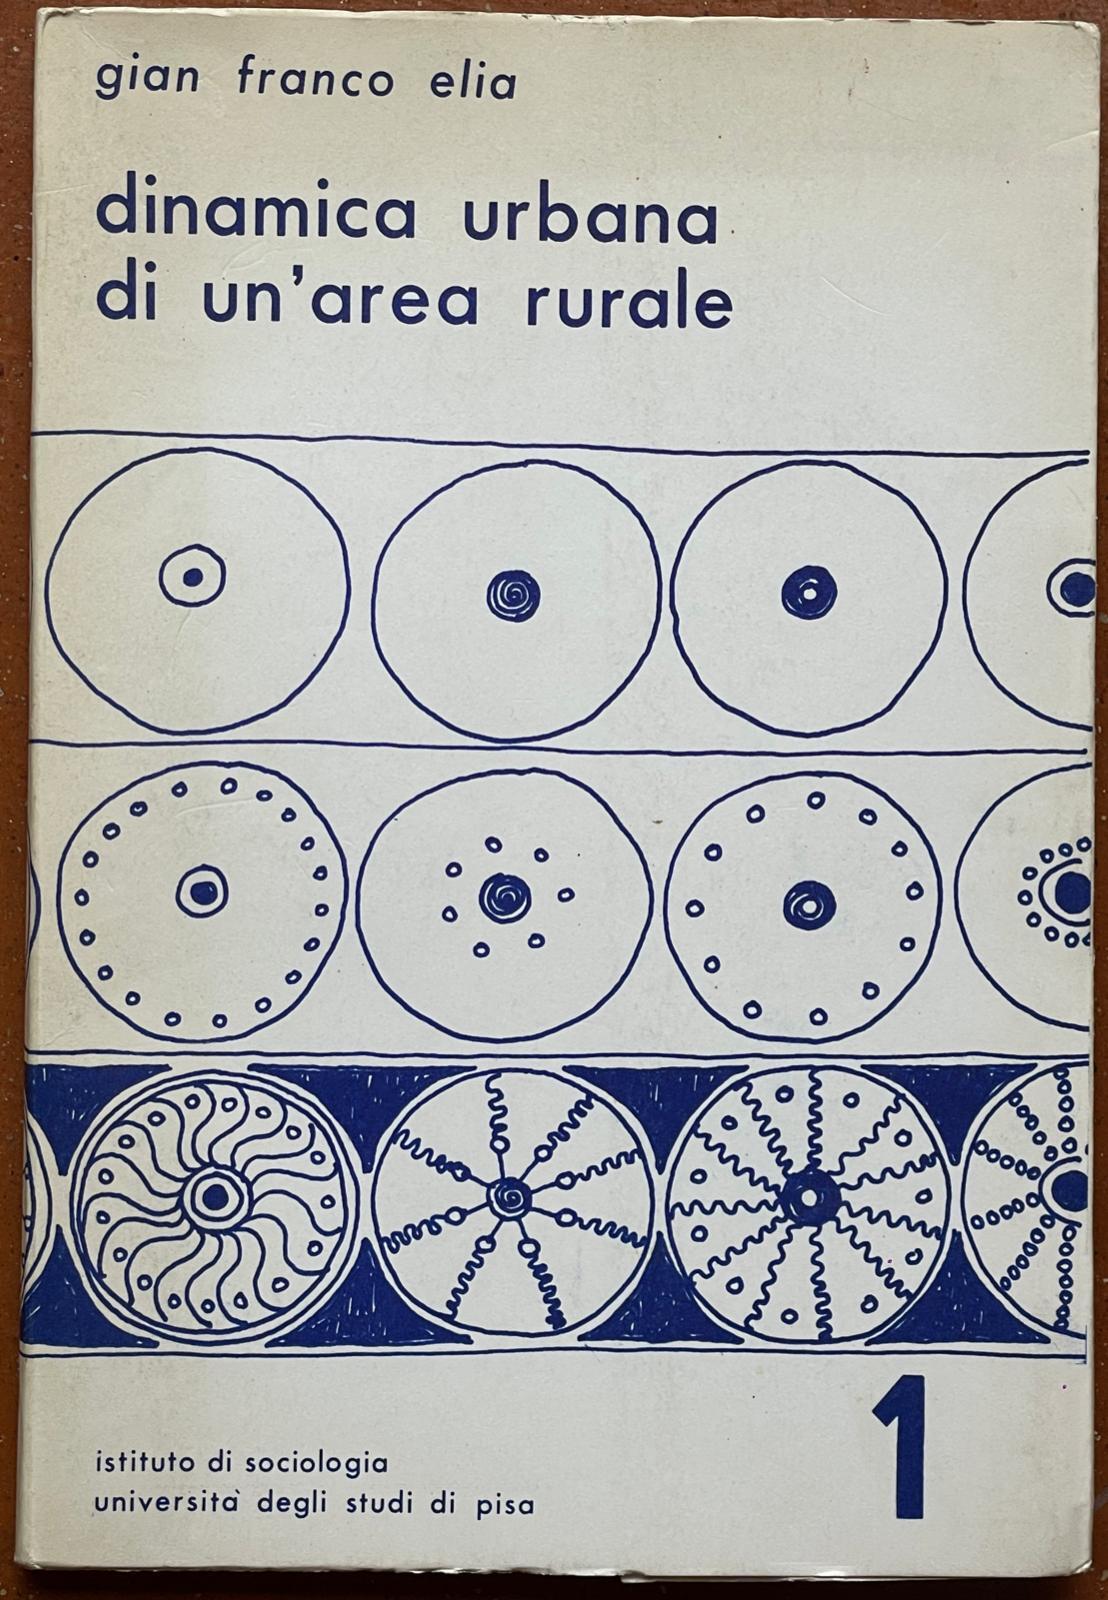 gian franco elia
dinamica urbana
di un'area rurale
1
istituto di sociologia
università degli studi di pisa